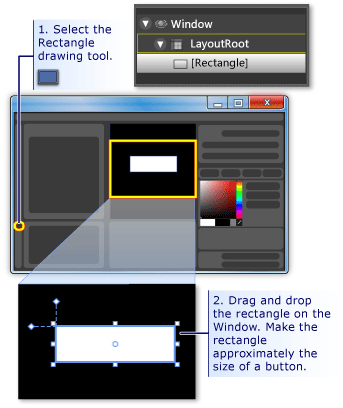 1. Select the
Rectangle
drawing tool.
Window
LayoutRoot
[Rectangle]
2. Drag and drop
the rectangle on the
Window. Make the
rectangle
approximately the
size of a button.